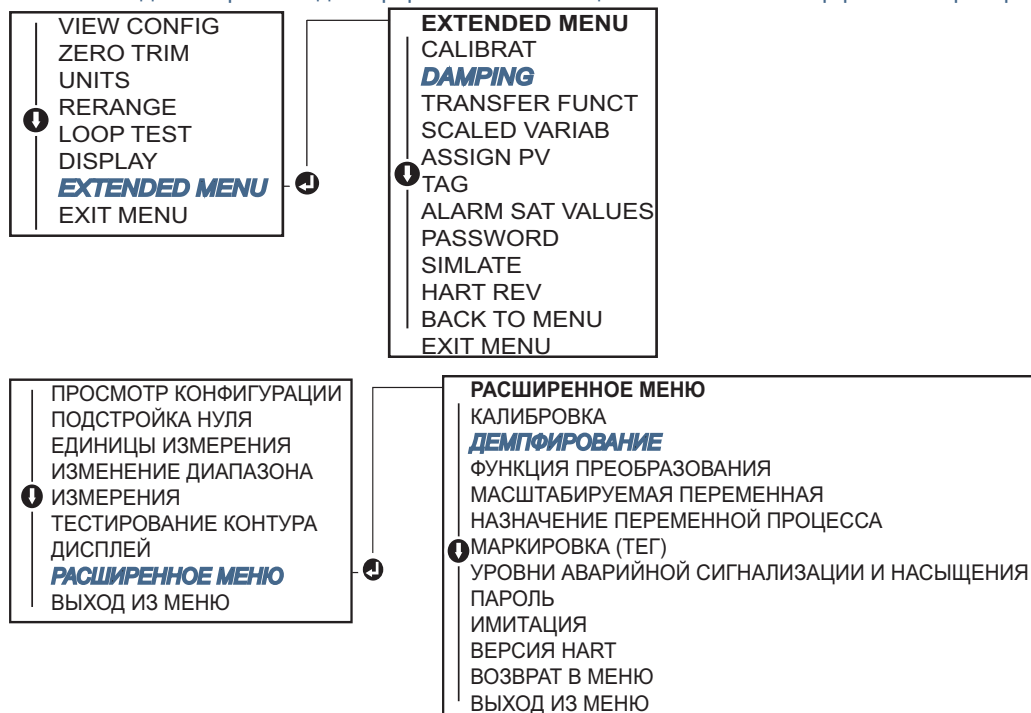 VIEW CONFIG
ZERO TRIM
UNITS
RERANGE
LOOP TEST
DISPLAY
EXTENDED MENU
EXIT MENU
EXTENDED MENU
CALIBRAT
DAMPING
TRANSFER FUNCT
SCALED VARIAB
ASSIGN PV
TAG
ALARM SAT VALUES
PASSWORD
SIMLATE
HART REV
BACK TO MENU
EXIT MENU
ПРОСМОТР КОНФИГУРАЦИИ
ПОДСТРОЙКА НУЛЯ
ЕДИНИЦЫ ИЗМЕРЕНИЯ
ИЗМЕНЕНИЕ ДИАПАЗОНА
ИЗМЕРЕНИЯ
ТЕСТИРОВАНИЕ КОНТУРА
ДИСПЛЕЙ
РАСШИРЕННОЕ МЕНЮ
ВЫХОД ИЗ МЕНЮ
РАСШИРЕННОЕ МЕНЮ
КАЛИБРОВКА
ДЕМПФИРОВАНИЕ
ФУНКЦИЯ ПРЕОБРАЗОВАНИЯ
МАСШТАБИРУЕМАЯ ПЕРЕМЕННАЯ
НАЗНАЧЕНИЕ ПЕРЕМЕННОЙ ПРОЦЕССА
МАРКИРОВКА (ТЕГ)
УРОВНИ АВАРИЙНОЙ СИГНАЛИЗАЦИИ И НАСЫЩЕНИЯ
ПАРОЛЬ
ИМИТАЦИЯ
ВЕРСИЯ HART
ВОЗВРАТ В МЕНЮ
ВЫХОД ИЗ МЕНЮ